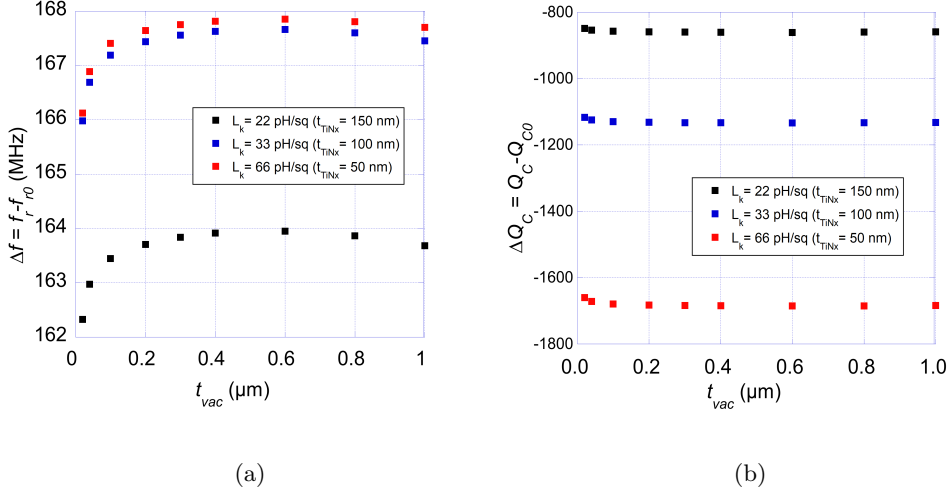 168
167
166
165
164
163
162
0
0.2
0.4
0.6
0.8
1
Δf = f_r-f_r0 (MHz)
t_vac (µm)
L_k= 22 pH/sq (t_TiNx= 150 nm)
L_k= 33 pH/sq (t_TiNx= 100 nm)
L_k= 66 pH/sq (t_TiNx= 50 nm)
(a)
-800
-1000
-1200
-1400
-1600
-1800
0.0
0.2
0.4
0.6
0.8
1.0
ΔQ_C = Q_C-Q_C0
t_vac (µm)
L_k= 22 pH/sq (t_TiNx= 150 nm)
L_k= 33 pH/sq (t_TiNx= 100 nm)
L_k= 66 pH/sq (t_TiNx= 50 nm)
(b)